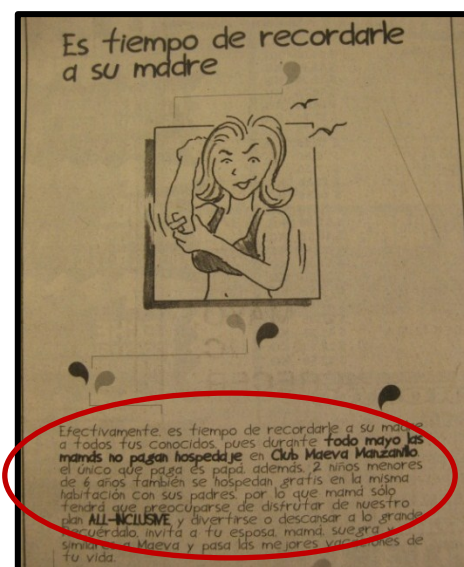 Es tiempo de recordarle
a su madre
Efectivamente, es tiempo de recordarle a su madre
a todos tus conocidos, pues durante todo mayo las
mamás no pagan hospedaje en Club Maeva Manzanillo,
el único que paga es papá, además, 2 niños menores
de 6 años también se hospedan gratis en la misma
habitación con sus padres, por lo que mamá sólo
tendrá que preocuparse de disfrutar de nuestro
plan ALL-INCLUSIVE, y divertirse o descansar a lo grande.
Recuérdalo, invita a tu esposa, mamá, suegra y
similares a Maeva y pasa las mejores vacaciones de
tu vida.